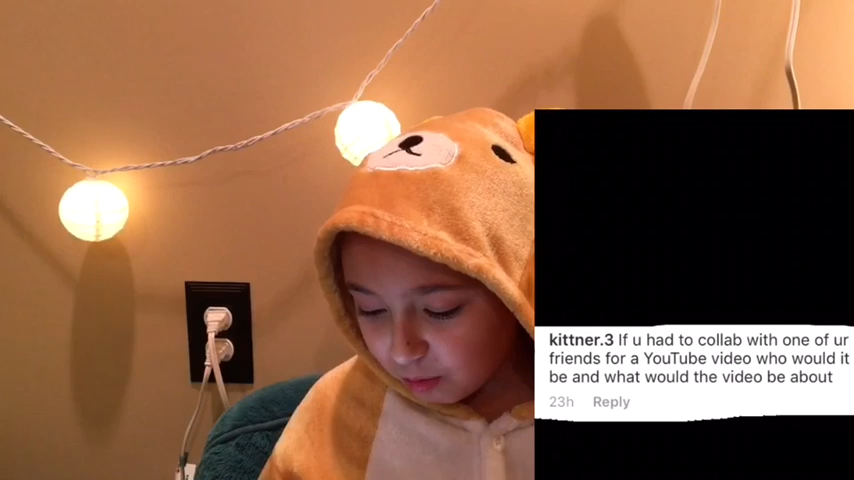 kittner.3 If u had to collab with one of ur
friends for a YouTube video who would it
be and what would the video be about
23h Reply